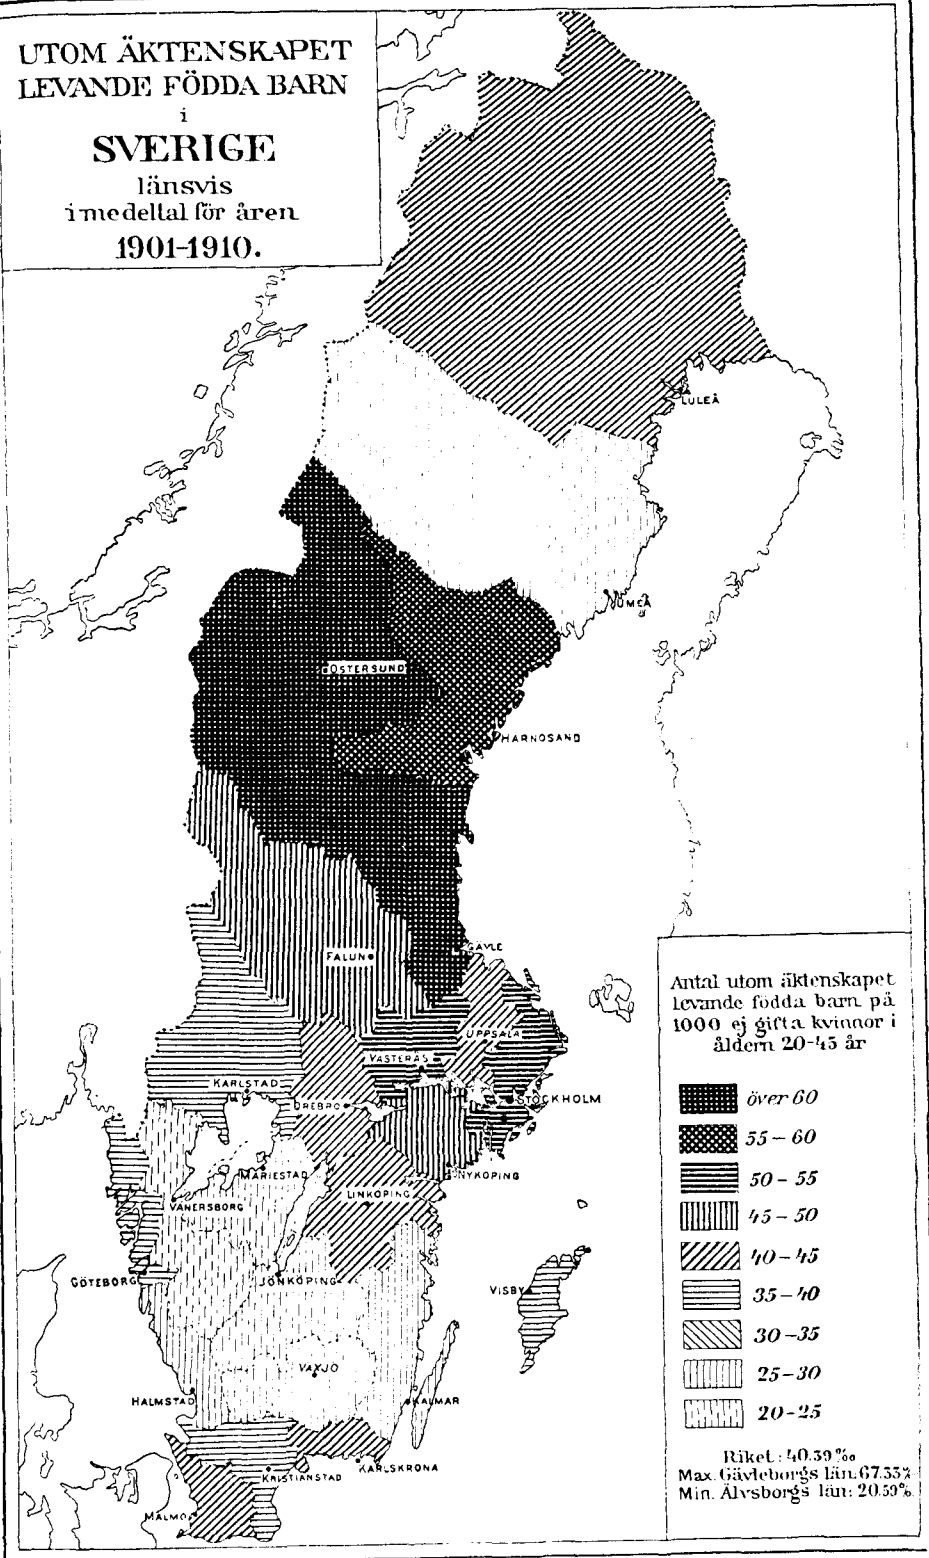 UTOM ÄKTENSKAPET
LEVANDE FÖDDA BARN
i
SVERIGE
länsvis
i medeltal för åren
1901-1910.
LULEÅ
UMEÅ
ÖSTERSUND
HÄRNÖSAND
GÄVLE
FALUN
UPPSALA
VÄSTERÅS
KARLSTAD
ÖREBRO
STOCKHOLM
MARIESTAD
NYKÖPING
LINKÖPING
VÄNERSBORG
GÖTEBORG
JÖNKÖPING
VISBY
VÄXJÖ
HALMSTAD
KALMAR
KARLSKRONA
KRISTIANSTAD
MALMÖ
Antal utom äktenskapet
levande födda barn på
1000 ej gifta kvinnor i
åldern 20-45 år
över 60
55-60
50-55
45-50
40-45
35-40
30-35
25-30
20-25
Riket: 40.39‰
Max. Gävleborgs län: 67.33‰
Min. Älvsborgs län: 20.59‰